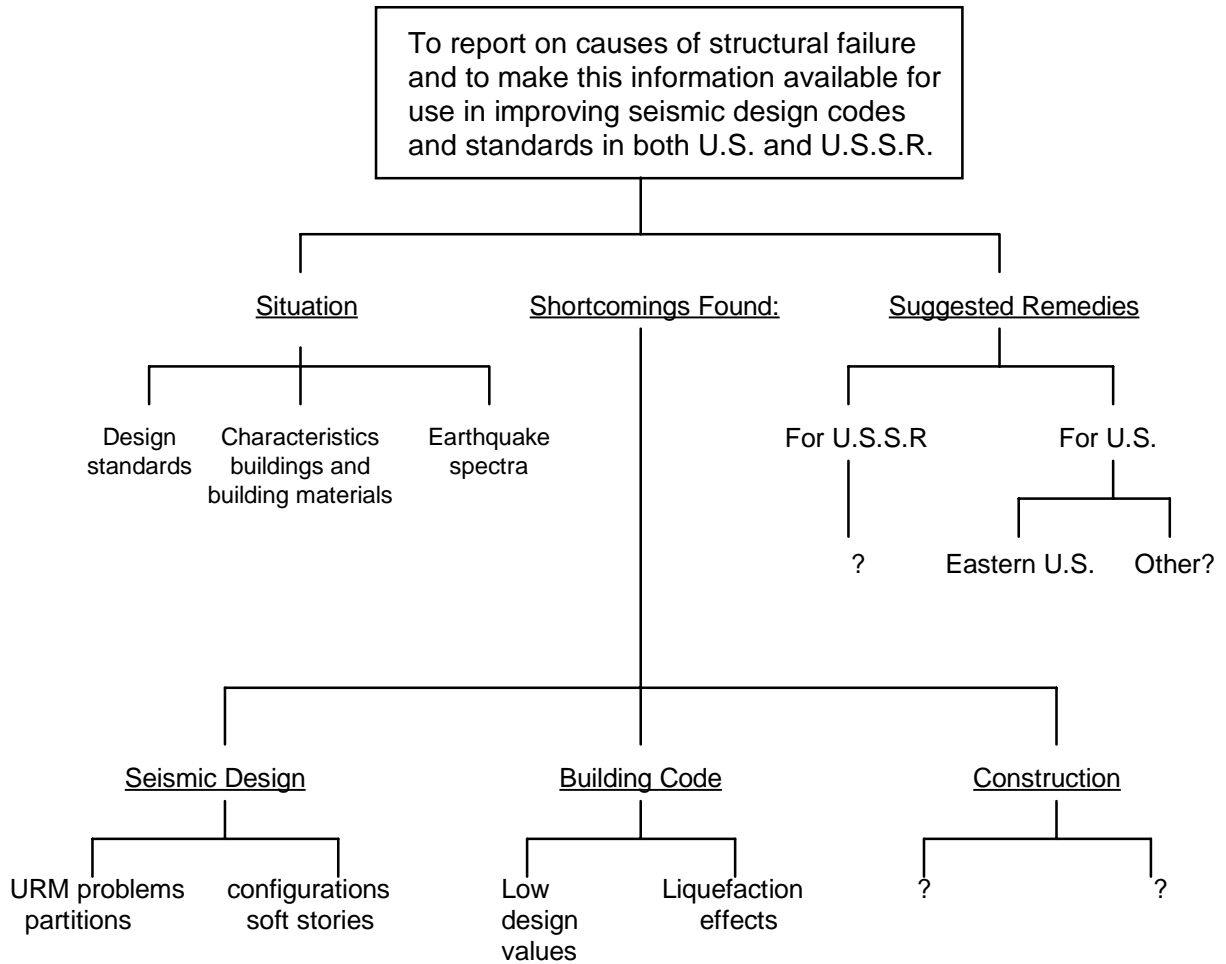 To report on causes of structural failure
and to make this information available for
use in improving seismic design codes
and standards in both U.S. and U.S.S.R.
Situation
Shortcomings Found:
Suggested Remedies
Design
standards
Characteristics
buildings and
building materials
Earthquake
spectra
For U.S.S.R
For U.S.
?
Eastern U.S.
Other?
Seismic Design
Building Code
Construction
URM problems
partitions
configurations
soft stories
Low
design
values
Liquefaction
effects
?
?